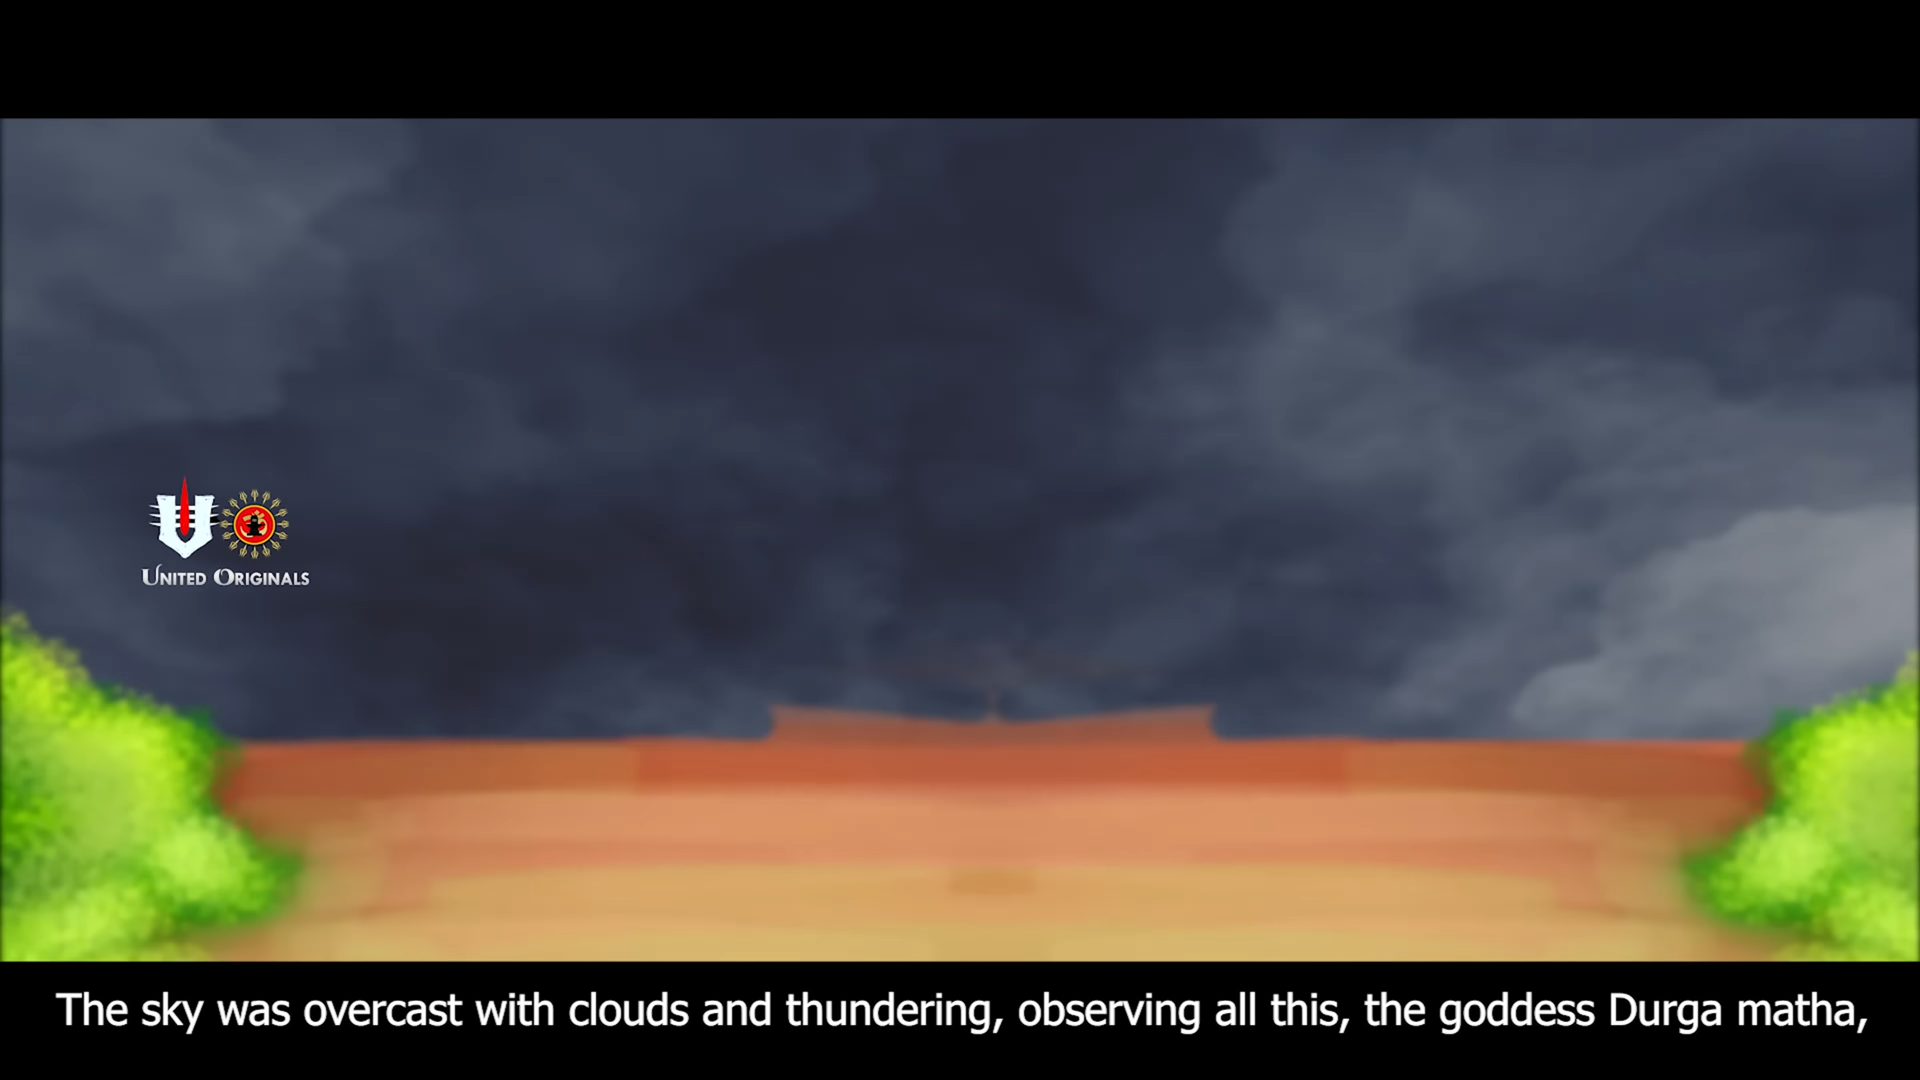 UNITED ORIGINALS
The sky was overcast with clouds and thundering, observing all this, the goddess Durga matha,